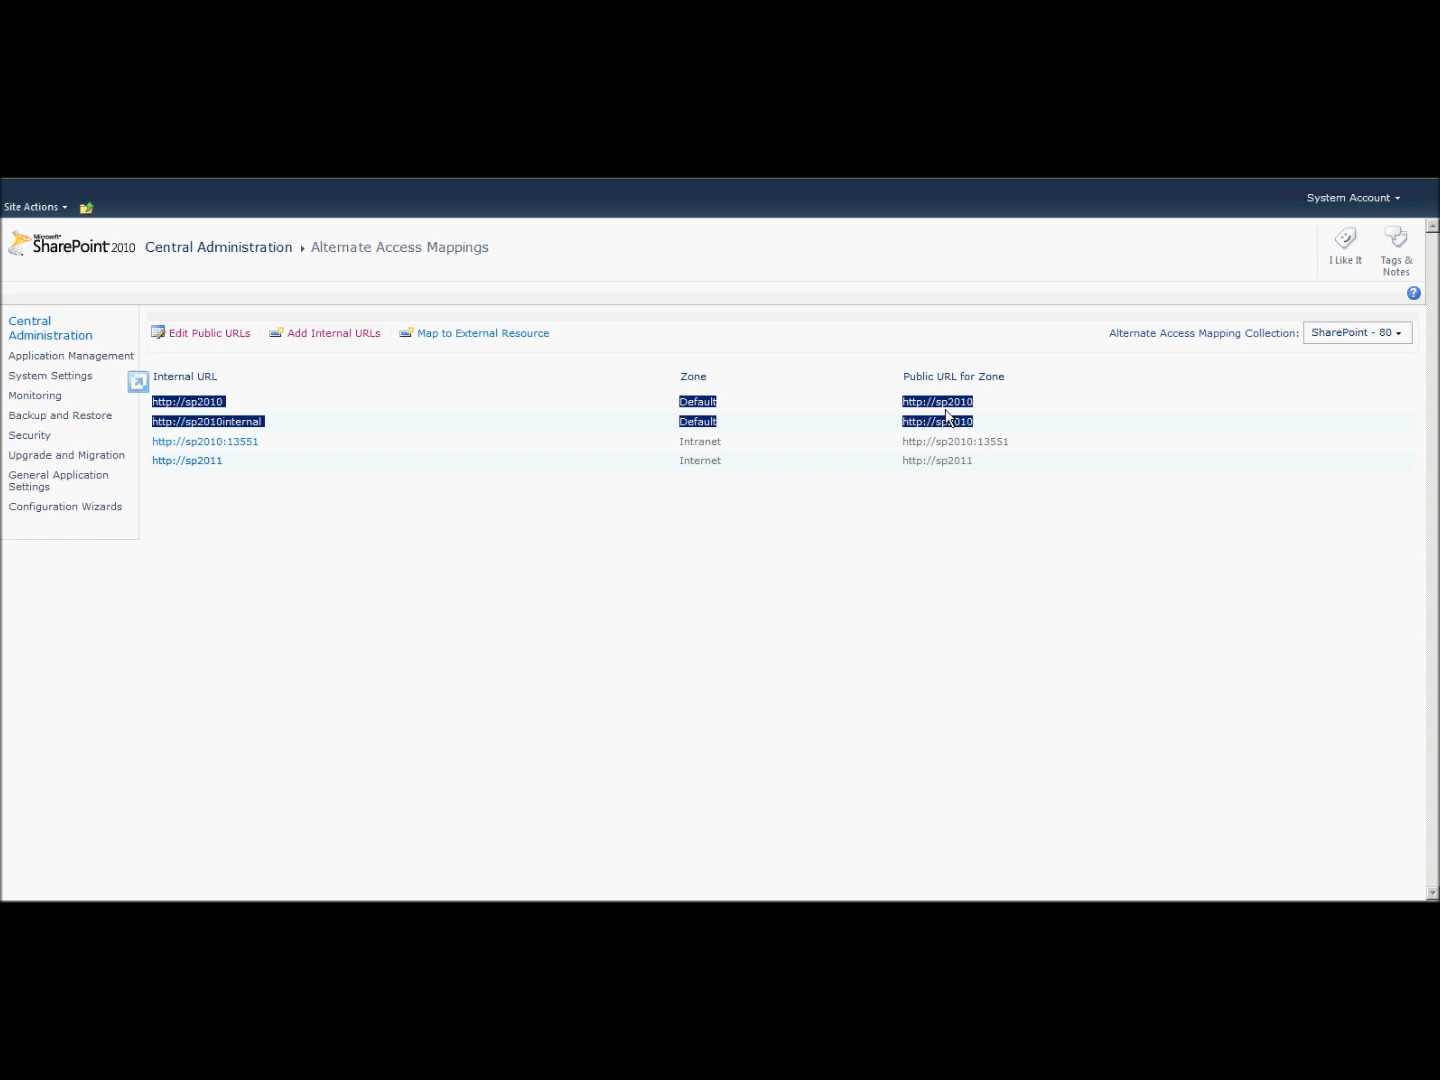 System Account
Site Actions
Microsoft
SharePoint 2010
Central Administration
Alternate Access Mappings
I Like It
Tags &
Notes
Central
Administration
Application Management
System Settings
Monitoring
Backup and Restore
Security
Upgrade and Migration
General Application
Settings
Configuration Wizards
Edit Public URLs
Add Internal URLs
Map to External Resource
Alternate Access Mapping Collection: SharePoint - 80
Internal URL Zone Public URL for Zone
http://sp2010 Default http://sp2010
http://sp2010internal Default http://sp2010
http://sp2010:13551 Intranet http://sp2010:13551
http://sp2011 Internet http://sp2011